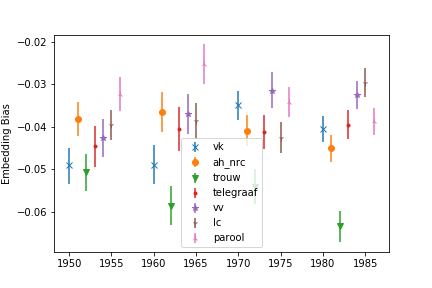 −0.02
−0.03
−0.04
−0.05
−0.06
Embedding Bias
vk
ah_nrc
trouw
telegraaf
vv
lc
parool
1950
1955
1960
1965
1970
1975
1980
1985